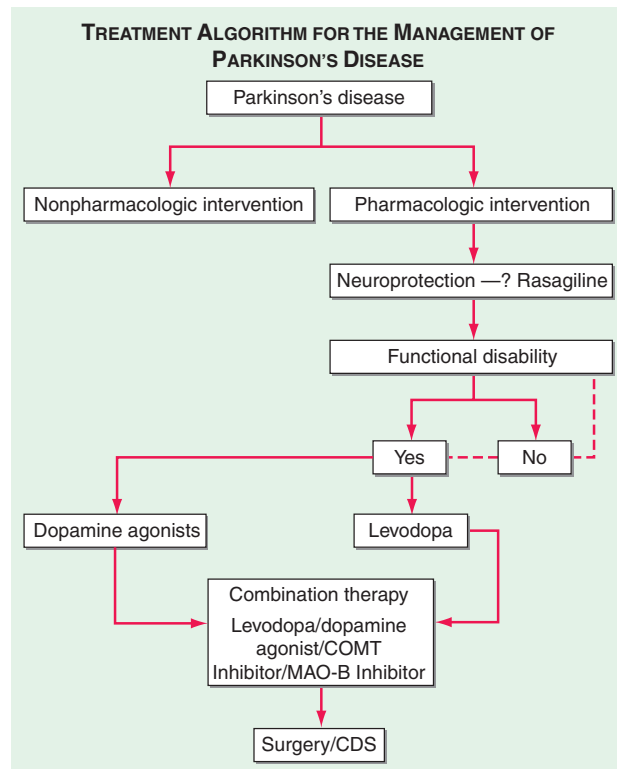 TREATMENT ALGORITHM FOR THE MANAGEMENT OF
PARKINSON'S DISEASE
Parkinson's disease
Nonpharmacologic intervention
Pharmacologic intervention
Neuroprotection —? Rasagiline
Functional disability
Yes
No
Dopamine agonists
Levodopa
Combination therapy
Levodopa/dopamine
agonist/COMT
Inhibitor/MAO-B Inhibitor
Surgery/CDS